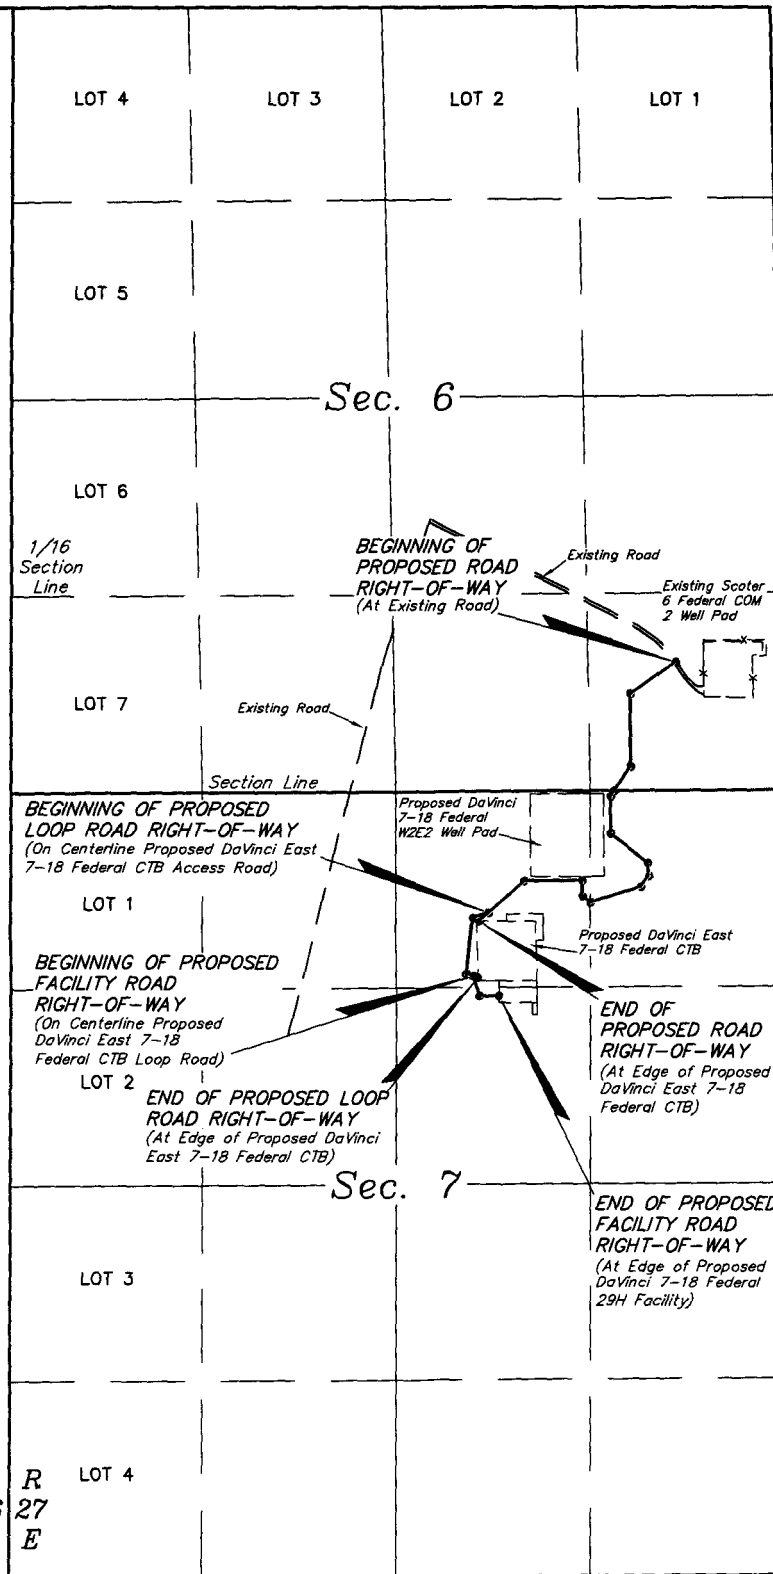 LOT 4
LOT 3
LOT 2
LOT 1
LOT 5
Sec. 6
LOT 6
1/16
Section
Line
BEGINNING OF
PROPOSED ROAD
RIGHT-OF-WAY
(At Existing Road)
Existing Road
Existing Scoter
6 Federal COM
2 Well Pad
LOT 7
Existing Road
Section Line
BEGINNING OF PROPOSED
LOOP ROAD RIGHT-OF-WAY
(On Centerline Proposed DaVinci East
7-18 Federal CTB Access Road)
Proposed DaVinci
7-18 Federal
W2E2 Well Pad
LOT 1
Proposed DaVinci East
7-18 Federal CTB
BEGINNING OF PROPOSED
FACILITY ROAD
RIGHT-OF-WAY
(On Centerline Proposed
DaVinci East 7-18
Federal CTB Loop Road)
END OF
PROPOSED ROAD
RIGHT-OF-WAY
(At Edge of Proposed
DaVinci East 7-18
Federal CTB)
LOT 2
END OF PROPOSED LOOP
ROAD RIGHT-OF-WAY
(At Edge of Proposed DaVinci
East 7-18 Federal CTB)
Sec. 7
END OF PROPOSED
FACILITY ROAD
RIGHT-OF-WAY
(At Edge of Proposed
DaVinci 7-18 Federal
29H Facility)
LOT 3
LOT 4
R
27
E